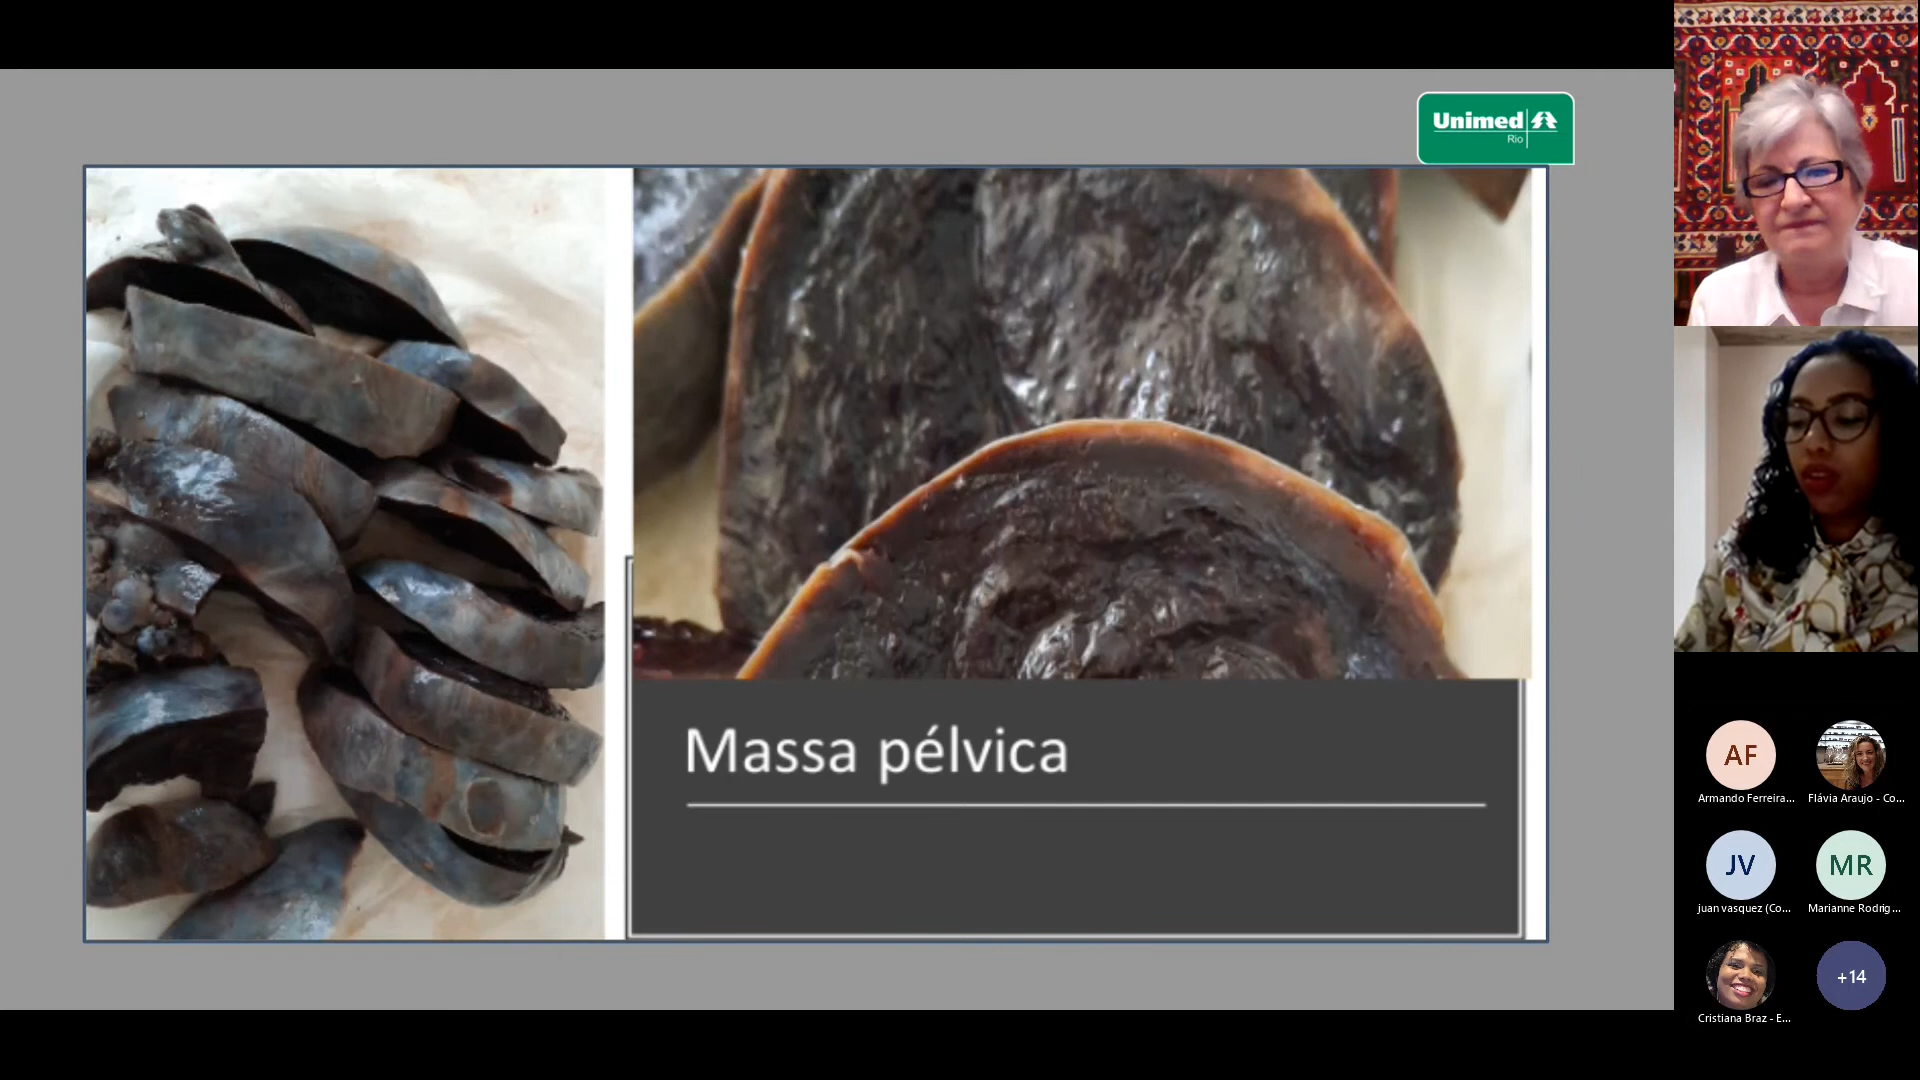 Unimed
Rio
Massa pélvica
AF
Armando Ferreira...
Flávia Araujo - Co...
JV
juan vasquez (Co...
MR
Marianne Rodrig...
Cristiana Braz - E...
+14